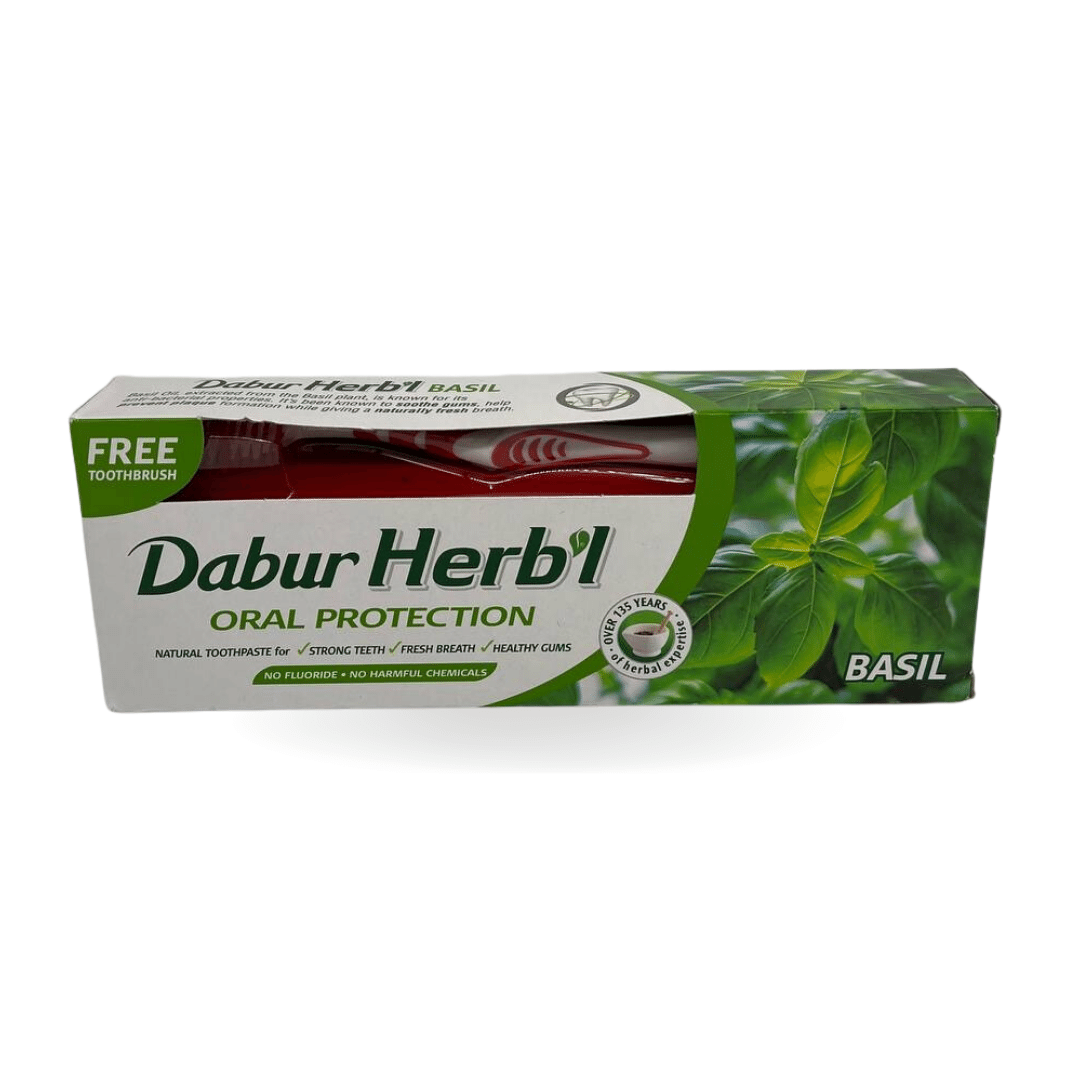 Dabur Herb'l BASIL
Basil Oil, extracted from the Basil plant, is known for its
anti-bacterial properties. It's been known to soothe gums, help
prevent plaque formation while giving a naturally fresh breath.
FREE
TOOTHBRUSH
Dabur Herb'l
ORAL PROTECTION
NATURAL TOOTHPASTE for ✓STRONG TEETH ✓FRESH BREATH ✓HEALTHY GUMS
NO FLUORIDE • NO HARMFUL CHEMICALS
• OVER 135 YEARS •
of herbal expertise
BASIL